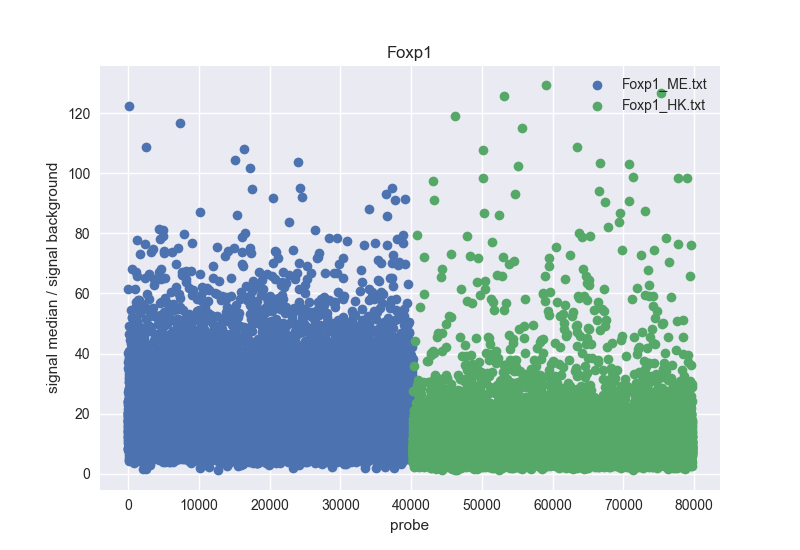 Foxp1
Foxp1_ME.txt
Foxp1_HK.txt
signal median / signal background
120
100
80
60
40
20
0
0 10000 20000 30000 40000 50000 60000 70000 80000
probe